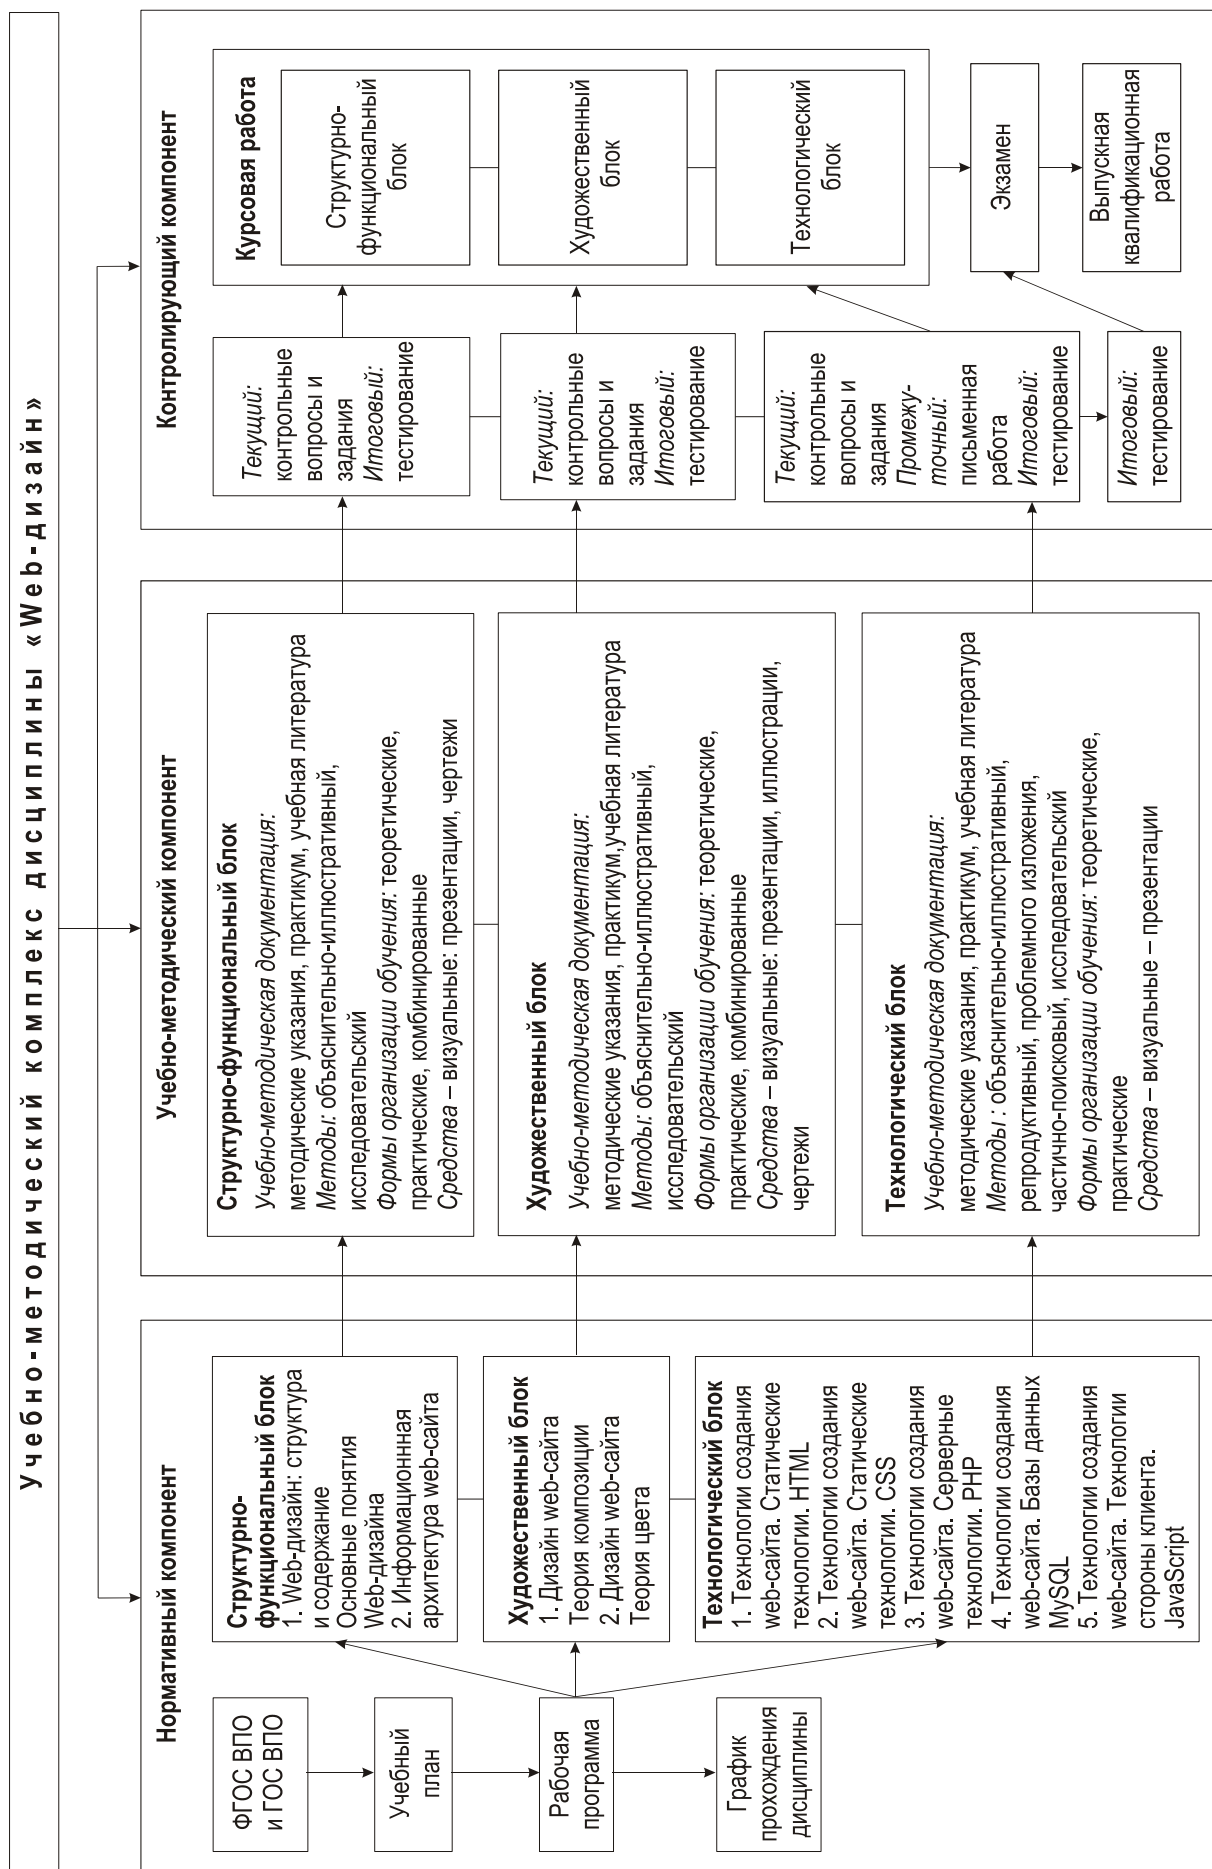 Учебно-методический комплекс дисциплины «Web-дизайн»
Нормативный компонент
ФГОС ВПО
и ГОС ВПО
Учебный
план
Рабочая
программа
График
прохождения
дисциплины
Структурно-
функциональный блок
1. Web-дизайн: структура
и содержание
Основные понятия
Web-дизайна
2. Информационная
архитектура web-сайта
Художественный блок
1. Дизайн web-сайта
Теория композиции
2. Дизайн web-сайта
Теория цвета
Технологический блок
1. Технологии создания
web-сайта. Статические
технологии. HTML
2. Технологии создания
web-сайта. Статические
технологии. CSS
3. Технологии создания
web-сайта. Серверные
технологии. PHP
4. Технологии создания
web-сайта. Базы данных
MySQL
5. Технологии создания
web-сайта. Технологии
стороны клиента.
JavaScript
Учебно-методический компонент
Структурно-функциональный блок
Учебно-методическая документация:
методические указания, практикум, учебная литература
Методы: объяснительно-иллюстративный,
исследовательский
Формы организации обучения: теоретические,
практические, комбинированные
Средства – визуальные: презентации, чертежи
Художественный блок
Учебно-методическая документация:
методические указания, практикум,учебная литература
Методы: объяснительно-иллюстративный,
исследовательский
Формы организации обучения: теоретические,
практические, комбинированные
Средства – визуальные: презентации, иллюстрации,
чертежи
Технологический блок
Учебно-методическая документация:
методические указания, практикум, учебная литература
Методы : объяснительно-иллюстративный,
репродуктивный, проблемного изложения,
частично-поисковый, исследовательский
Формы организации обучения: теоретические,
практические
Средства – визуальные – презентации
Контролирующий компонент
Текущий:
контрольные
вопросы и
задания
Итоговый:
тестирование
Текущий:
контрольные
вопросы и
задания
Итоговый:
тестирование
Текущий:
контрольные
вопросы и
задания
Промежу-
точный:
письменная
работа
Итоговый:
тестирование
Итоговый:
тестирование
Курсовая работа
Структурно-
функциональный
блок
Художественный
блок
Технологический
блок
Экзамен
Выпускная
квалификационная
работа